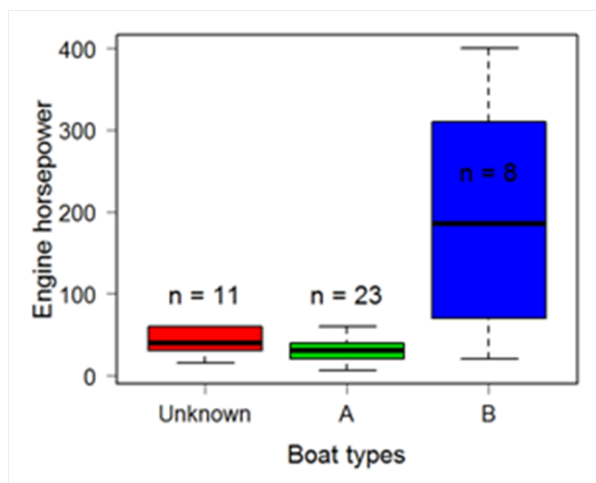 400
300
200
100
0
Engine horsepower
n = 11
n = 23
n = 8
Unknown
A
B
Boat types